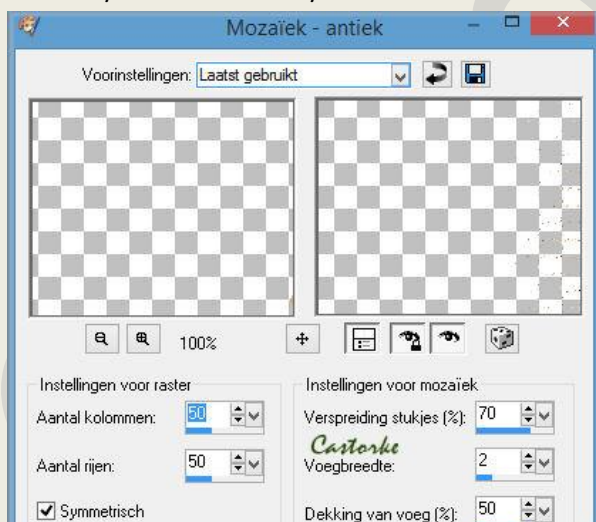 Mozaïek - antiek
Voorinstellingen: Laatst gebruikt
100%
Instellingen voor raster
Aantal kolommen: 50
Aantal rijen: 50
Symmetrisch
Instellingen voor mozaïek
Verspreiding stukjes (%): 70
Castorke
Voegbreedte: 2
Dekking van voeg (%): 50